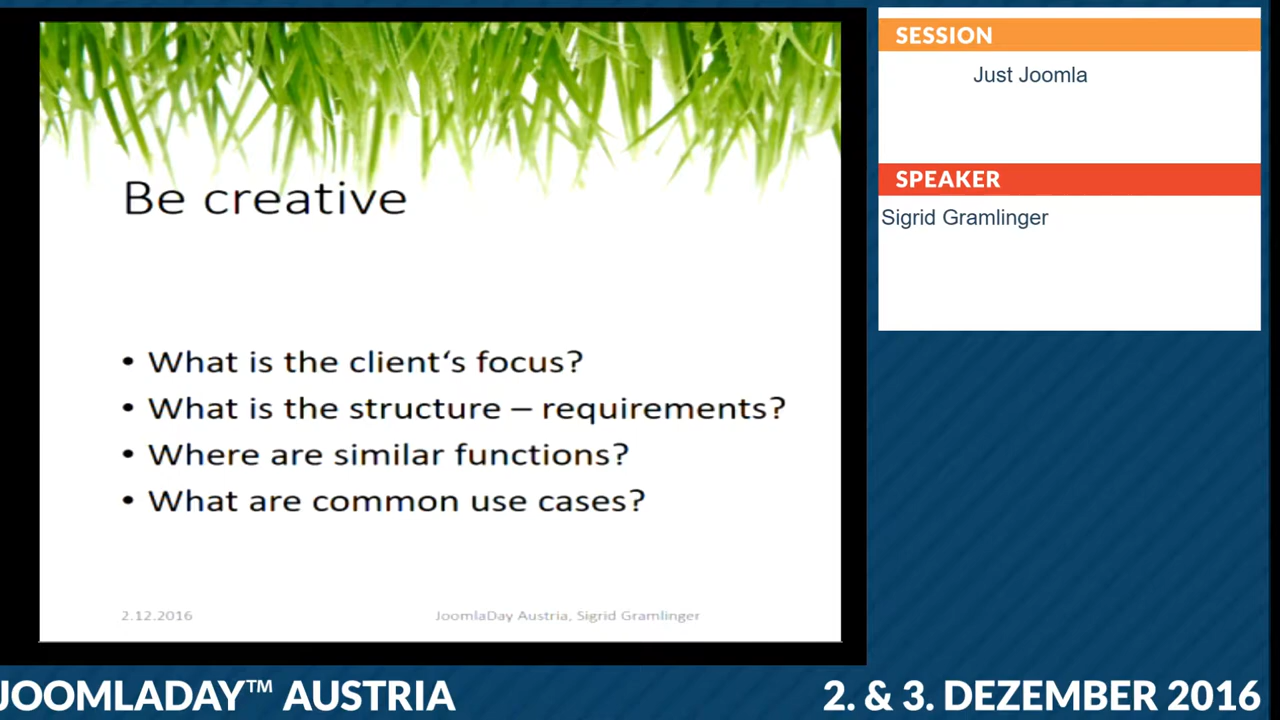 Be creative
• What is the client‘s focus?
• What is the structure – requirements?
• Where are similar functions?
• What are common use cases?
2.12.2016
JoomlaDay Austria, Sigrid Gramlinger
SESSION
Just Joomla
SPEAKER
Sigrid Gramlinger
JOOMLADAY™ AUSTRIA
2. & 3. DEZEMBER 2016